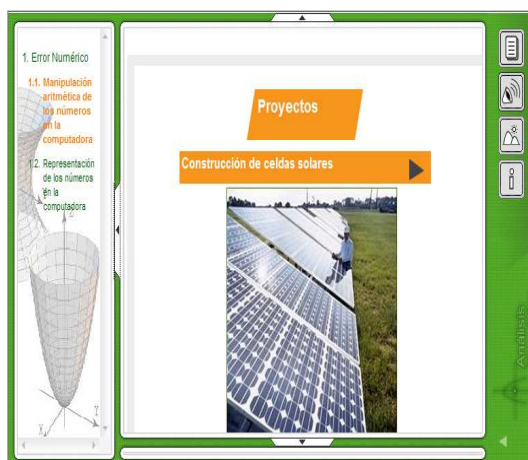 1. Error Numérico
1.1. Manipulación
aritmética de
los números
en la
computadora
1.2. Representación
de los números
en la
computadora
Z
Y
X
Proyectos
Construcción de celdas solares
Análisis